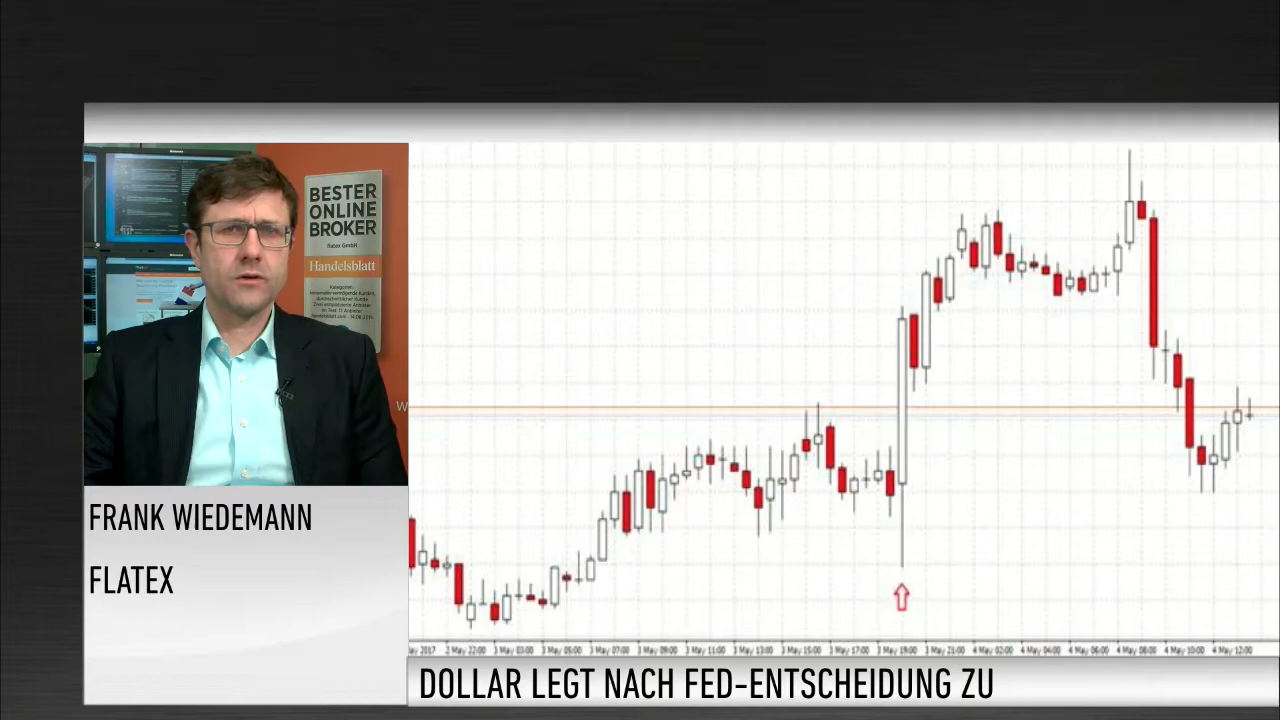 BESTER
ONLINE
BROKER
flatex GmbH
Handelsblatt
W
FRANK WIEDEMANN
FLATEX
2017
2 May 22:00
3 May 03:00
3 May 05:00
3 May 07:00
3 May 09:00
3 May 11:00
3 May 13:00
3 May 15:00
3 May 17:00
3 May 19:00
3 May 21:00
4 May 02:00
4 May 04:00
4 May 06:00
4 May 08:00
4 May 10:00
4 May 12:00
DOLLAR LEGT NACH FED-ENTSCHEIDUNG ZU